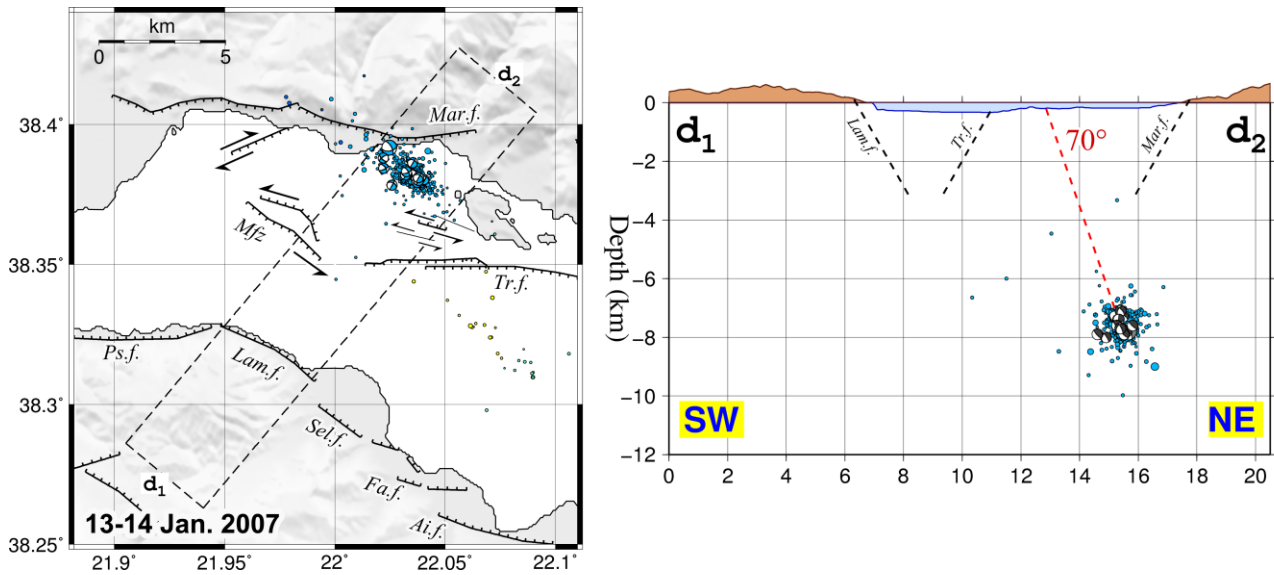 km
0 5
d2
Mar.f.
38.4˚
Mfz
38.35˚
Tr.f.
Ps.f.
Lam.f.
38.3˚
Sel.f.
d1
Fa.f.
13-14 Jan. 2007
Ai.f.
38.25˚
21.9˚ 21.95˚ 22˚ 22.05˚ 22.1˚
0
d1
Lam.f.
Tr.f.
70°
Mar.f.
d2
-2
-4
Depth (km)
-6
-8
-10
SW
NE
-12
0 2 4 6 8 10 12 14 16 18 20